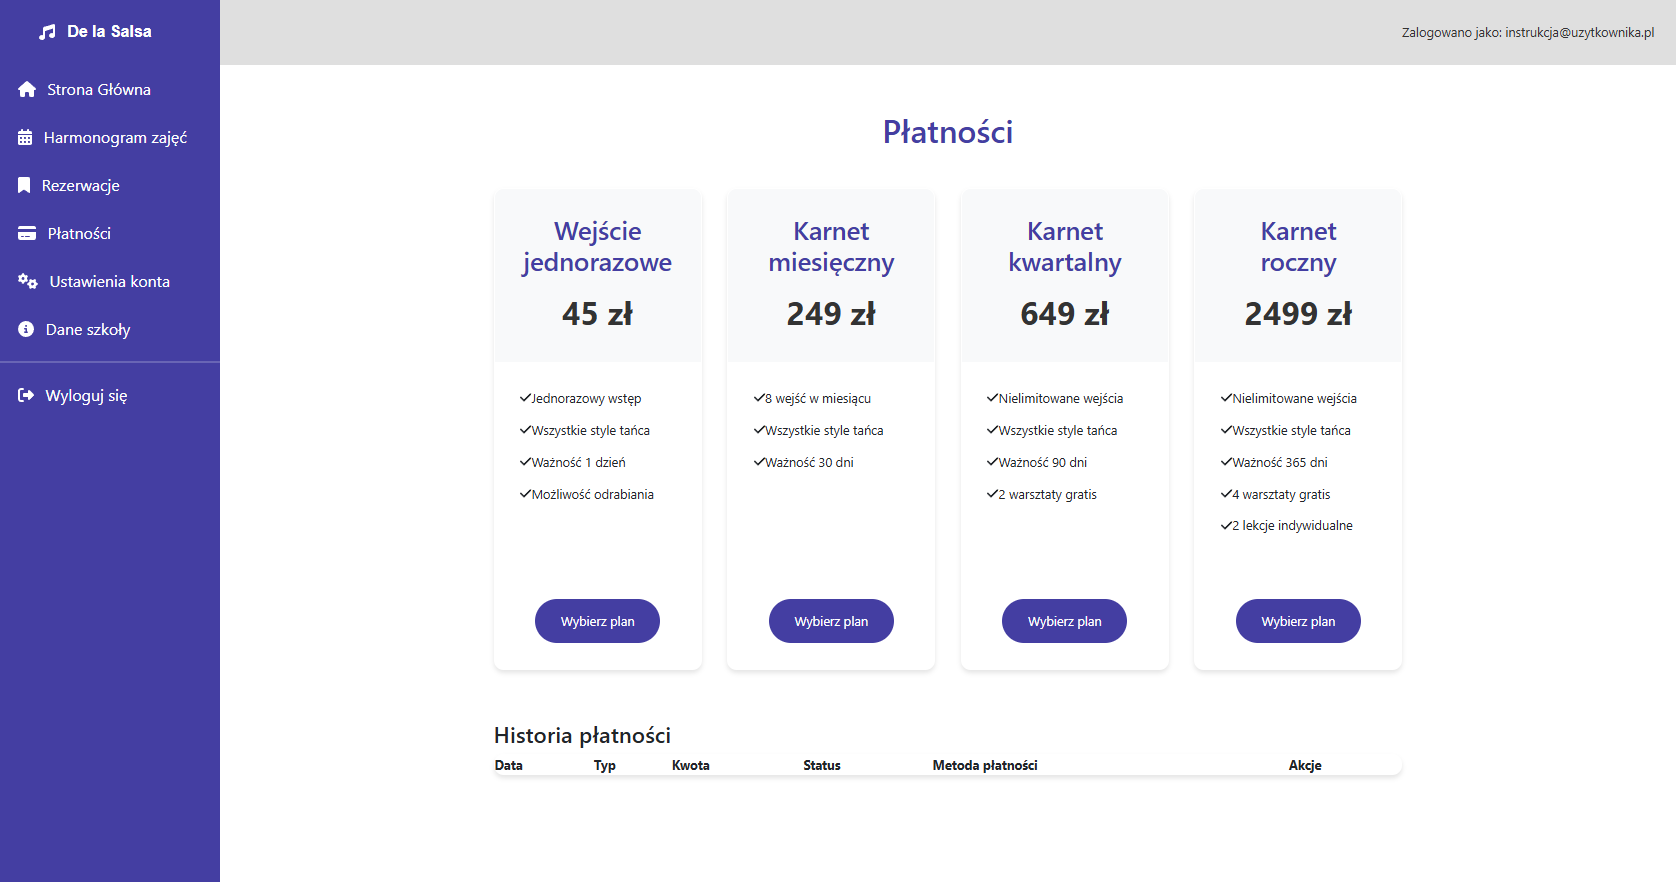 De la Salsa
Zalogowano jako: instrukcja@uzytkownika.pl
Strona Główna
Harmonogram zajęć
Rezerwacje
Płatności
Ustawienia konta
Dane szkoły
Wyloguj się
Płatności
Wejście
jednorazowe
45 zł
Jednorazowy wstęp
Wszystkie style tańca
Ważność 1 dzień
Możliwość odrabiania
Wybierz plan
Karnet
miesięczny
249 zł
8 wejść w miesiącu
Wszystkie style tańca
Ważność 30 dni
Wybierz plan
Karnet
kwartalny
649 zł
Nielimitowane wejścia
Wszystkie style tańca
Ważność 90 dni
2 warsztaty gratis
Wybierz plan
Karnet
roczny
2499 zł
Nielimitowane wejścia
Wszystkie style tańca
Ważność 365 dni
4 warsztaty gratis
2 lekcje indywidualne
Wybierz plan
Historia płatności
Data Typ Kwota Status Metoda płatności Akcje